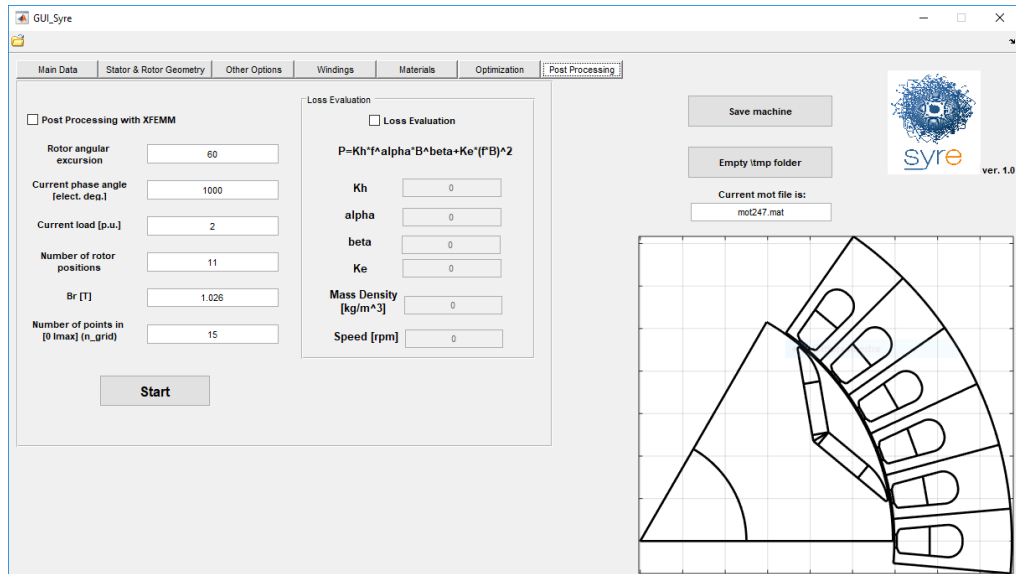 GUI_Syre
Main Data
Stator & Rotor Geometry
Other Options
Windings
Materials
Optimization
Post Processing
Post Processing with XFEMM
Rotor angular
excursion
60
Current phase angle
[elect. deg.]
1000
Current load [p.u.]
2
Number of rotor
positions
11
Br [T]
1.026
Number of points in
[0 Imax] (n_grid)
15
Start
Loss Evaluation
Loss Evaluation
P=Kh*f^alpha*B^beta+Ke*(f*B)^2
Kh
0
alpha
0
beta
0
Ke
0
Mass Density
[kg/m^3]
0
Speed [rpm]
0
Save machine
Empty \tmp folder
Current mot file is:
mot247.mat
syre
ver. 1.0